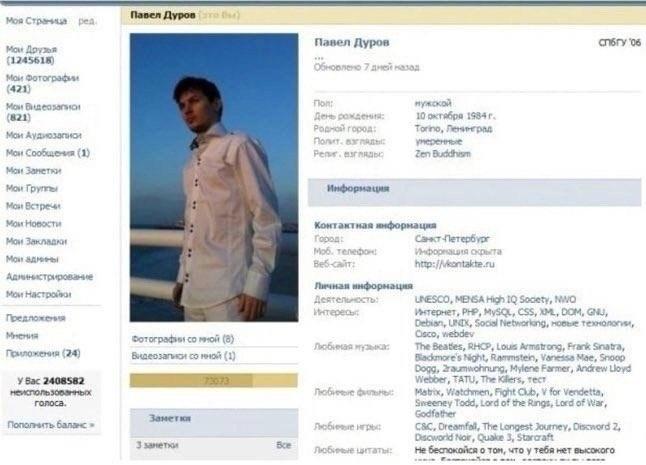 Моя Страница ред.
Мои Друзья
(1245618)
Мои Фотографии
(421)
Мои Видеозаписи
(821)
Мои Аудиозаписи
Мои Сообщения (1)
Мои Заметки
Мои Группы
Мои Встречи
Мои Новости
Мои Закладки
Мои админы
Администрирование
Мои Настройки
Предложения
Мнения
Приложения (24)
У Вас 2408582
неиспользованных
голоса.
Пополнить баланс »
Павел Дуров (это Вы)
Фотографии со мной (8)
Видеозаписи со мной (1)
73073
Заметки
3 заметки Все
Павел Дуров СПбГУ '06
...
Обновлено 7 дней назад
Пол: мужской
День рождения: 10 октября 1984 г.
Родной город: Torino, Ленинград
Полит. взгляды: умеренные
Религ. взгляды: Zen Buddhism
Информация
Контактная информация
Город: Санкт-Петербург
Моб. телефон: Информация скрыта
Веб-сайт: http://vkontakte.ru
Личная информация
Деятельность: UNESCO, MENSA High IQ Society, NWO
Интересы: Интернет, PHP, MySQL, CSS, XML, DOM, GNU,
Debian, UNIX, Social Networking, новые технологии,
Cisco, webdev
Любимая музыка: The Beatles, RHCP, Louis Armstrong, Frank Sinatra,
Blackmore's Night, Rammstein, Vanessa Mae, Snoop
Dogg, 2raumwohnung, Mylene Farmer, Andrew Lloyd
Webber, TATU, The Killers, тест
Любимые фильмы: Matrix, Watchmen, Fight Club, V for Vendetta,
Sweeney Todd, Lord of the Rings, Lord of War,
Godfather
Любимые игры: C&C, Dreamfall, The Longest Journey, Discword 2,
Discworld Noir, Quake 3, Starcraft
Любимые цитаты: Не беспокойся о том, что у тебя нет высокого